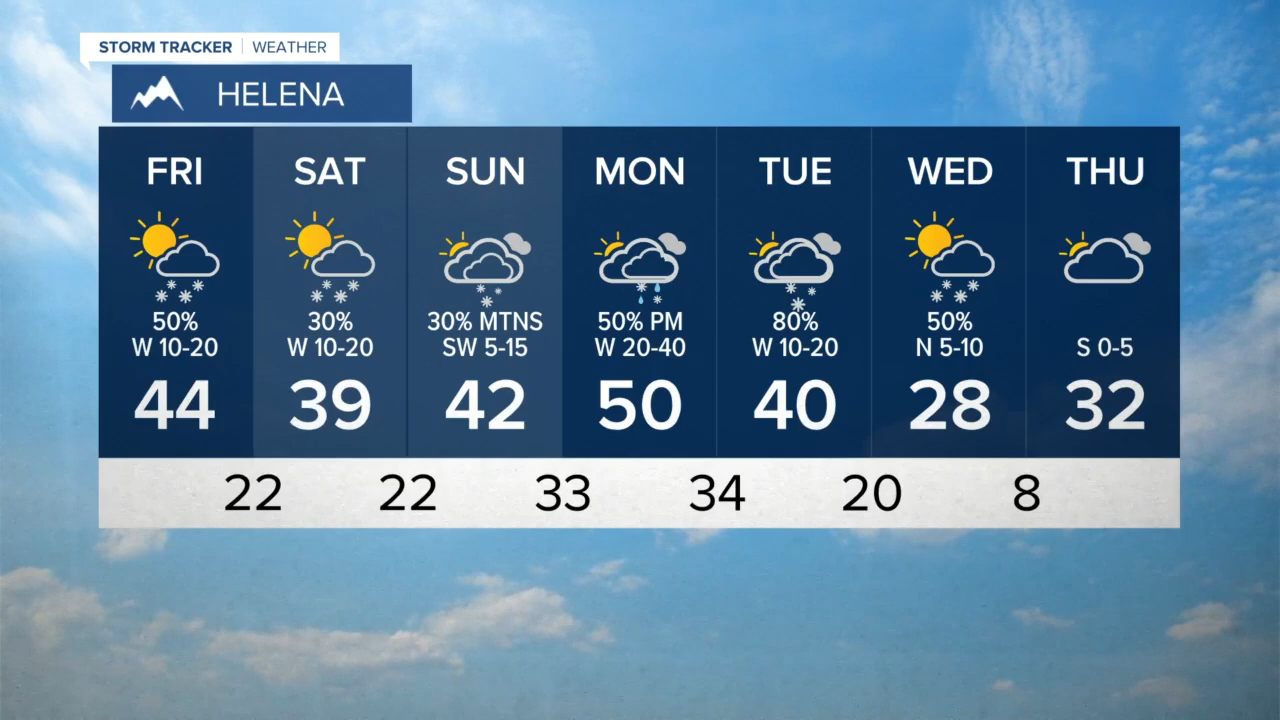 STORM TRACKER | WEATHER
HELENA
FRI SAT SUN MON TUE WED THU
50% 30% 30% MTNS 50% PM 80% 50%
W 10-20 W 10-20 SW 5-15 W 20-40 W 10-20 N 5-10 S 0-5
44 39 42 50 40 28 32
22 22 33 34 20 8